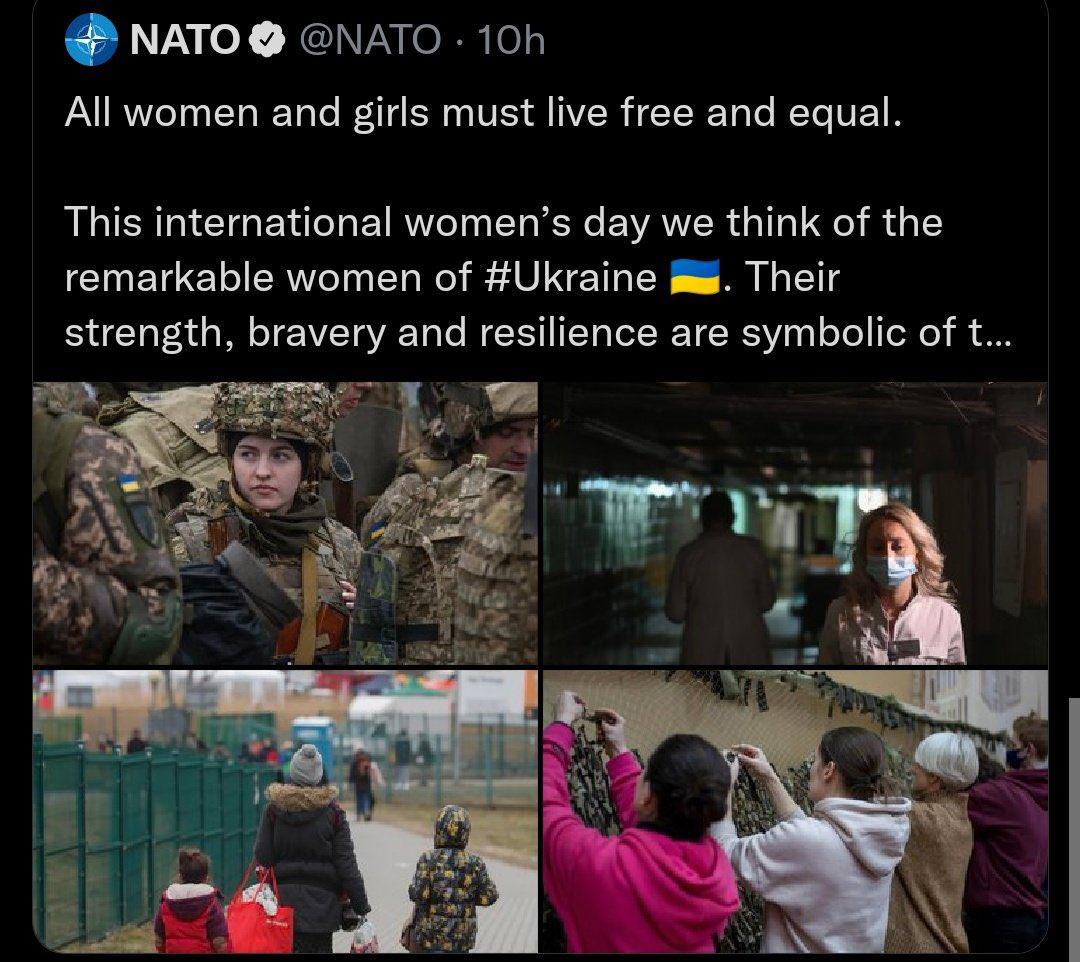 NATO @NATO · 10h
All women and girls must live free and equal.
This international women’s day we think of the
remarkable women of #Ukraine 🇺🇦. Their
strength, bravery and resilience are symbolic of t...